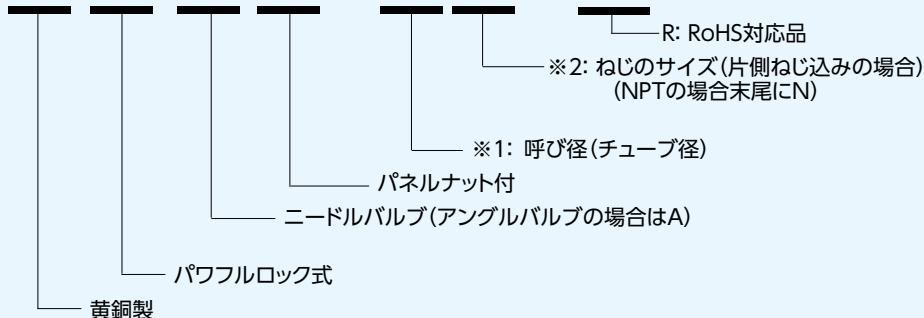 R: RoHS対応品
※2: ねじのサイズ(片側ねじ込みの場合)
(NPTの場合末尾にN)
※1: 呼び径(チューブ径)
パネルナット付
ニードルバルブ(アングルバルブの場合はA)
パワフルロック式
黄銅製